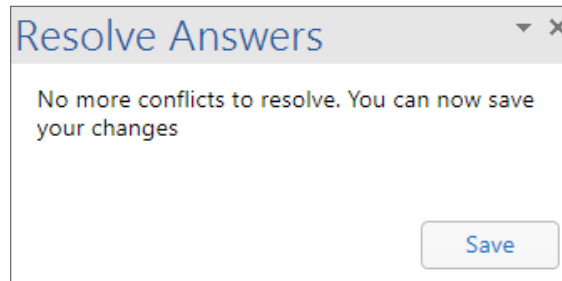 Resolve Answers
No more conflicts to resolve. You can now save
your changes
Save